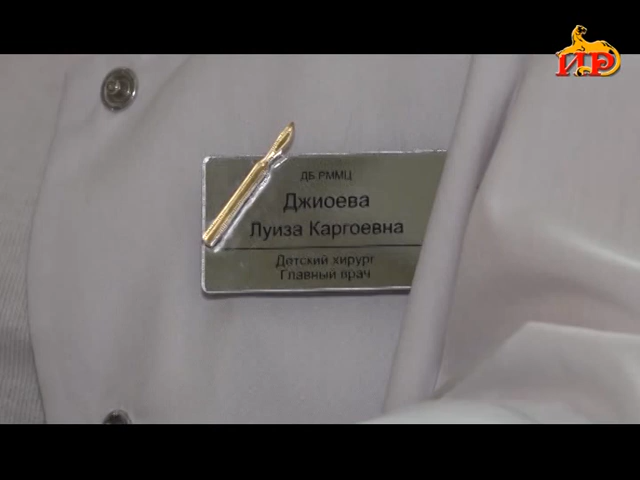 ИР
ДБ РММЦ
Джиоева
Луиза Каргоевна
Детский хирург
Главный врач